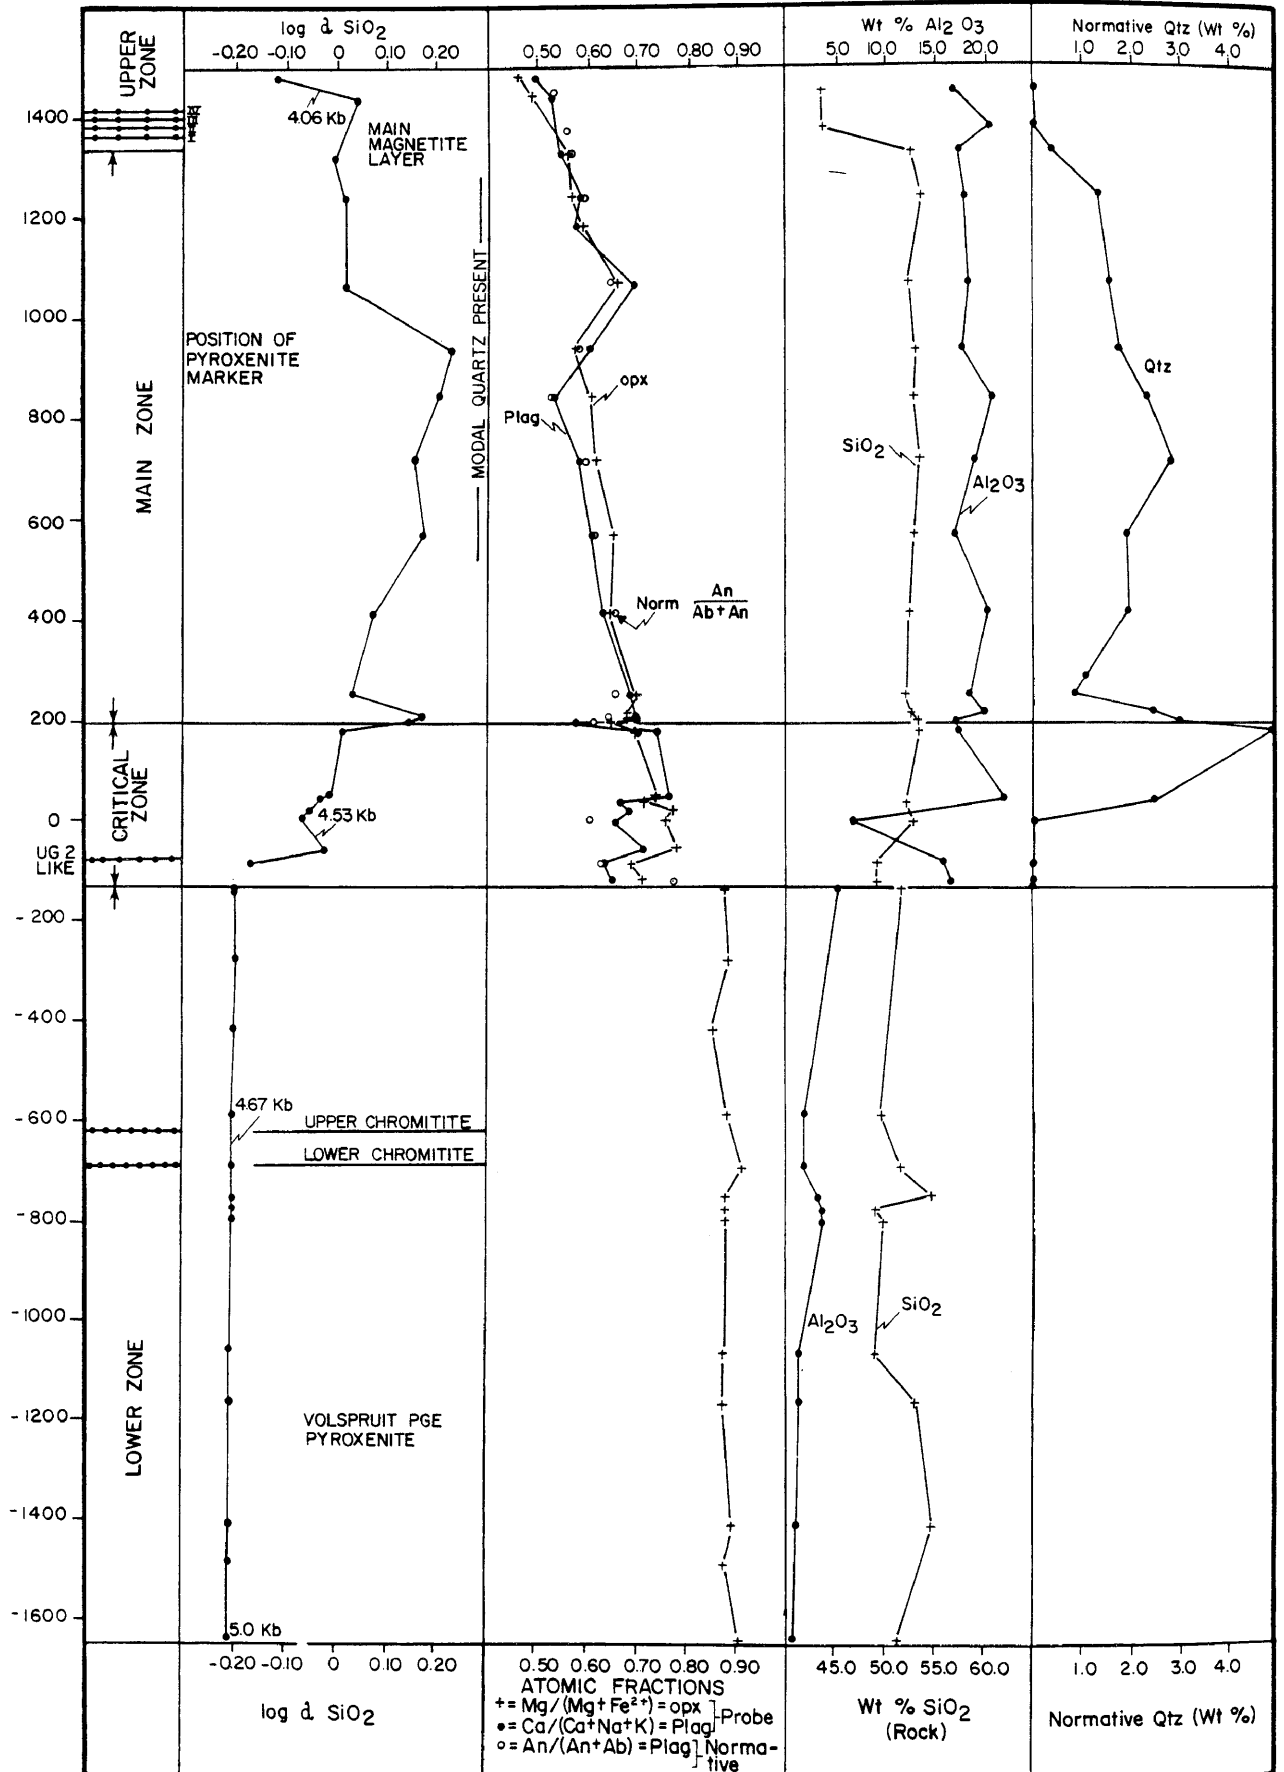 log a SiO2
-0.20 -0.10 0 0.10 0.20
0.50 0.60 0.70 0.80 0.90
Wt % Al2O3
5.0 10.0 15.0 20.0
Normative Qtz (Wt %)
1.0 2.0 3.0 4.0
UPPER
ZONE
1400
1200
1000
800
600
400
200
0
UG 2
LIKE
-200
-400
-600
-800
-1000
-1200
-1400
-1600
MAIN ZONE
CRITICAL
ZONE
LOWER ZONE
4.06 Kb
MAIN
MAGNETITE
LAYER
POSITION OF
PYROXENITE
MARKER
MODAL QUARTZ PRESENT
4.53 Kb
4.67 Kb
UPPER CHROMITITE
LOWER CHROMITITE
VOLSPRUIT PGE
PYROXENITE
5.0 Kb
opx
Plag
Norm An
Ab+An
SiO2
Al2O3
Qtz
Al2O3
SiO2
-0.20 -0.10 0 0.10 0.20
log a SiO2
0.50 0.60 0.70 0.80 0.90
ATOMIC FRACTIONS
+ = Mg/(Mg+Fe2+) = opx
● = Ca/(Ca+Na+K) = Plag
Probe
○ = An/(An+Ab) = Plag
Norma-
tive
45.0 50.0 55.0 60.0
Wt % SiO2
(Rock)
1.0 2.0 3.0 4.0
Normative Qtz (Wt %)